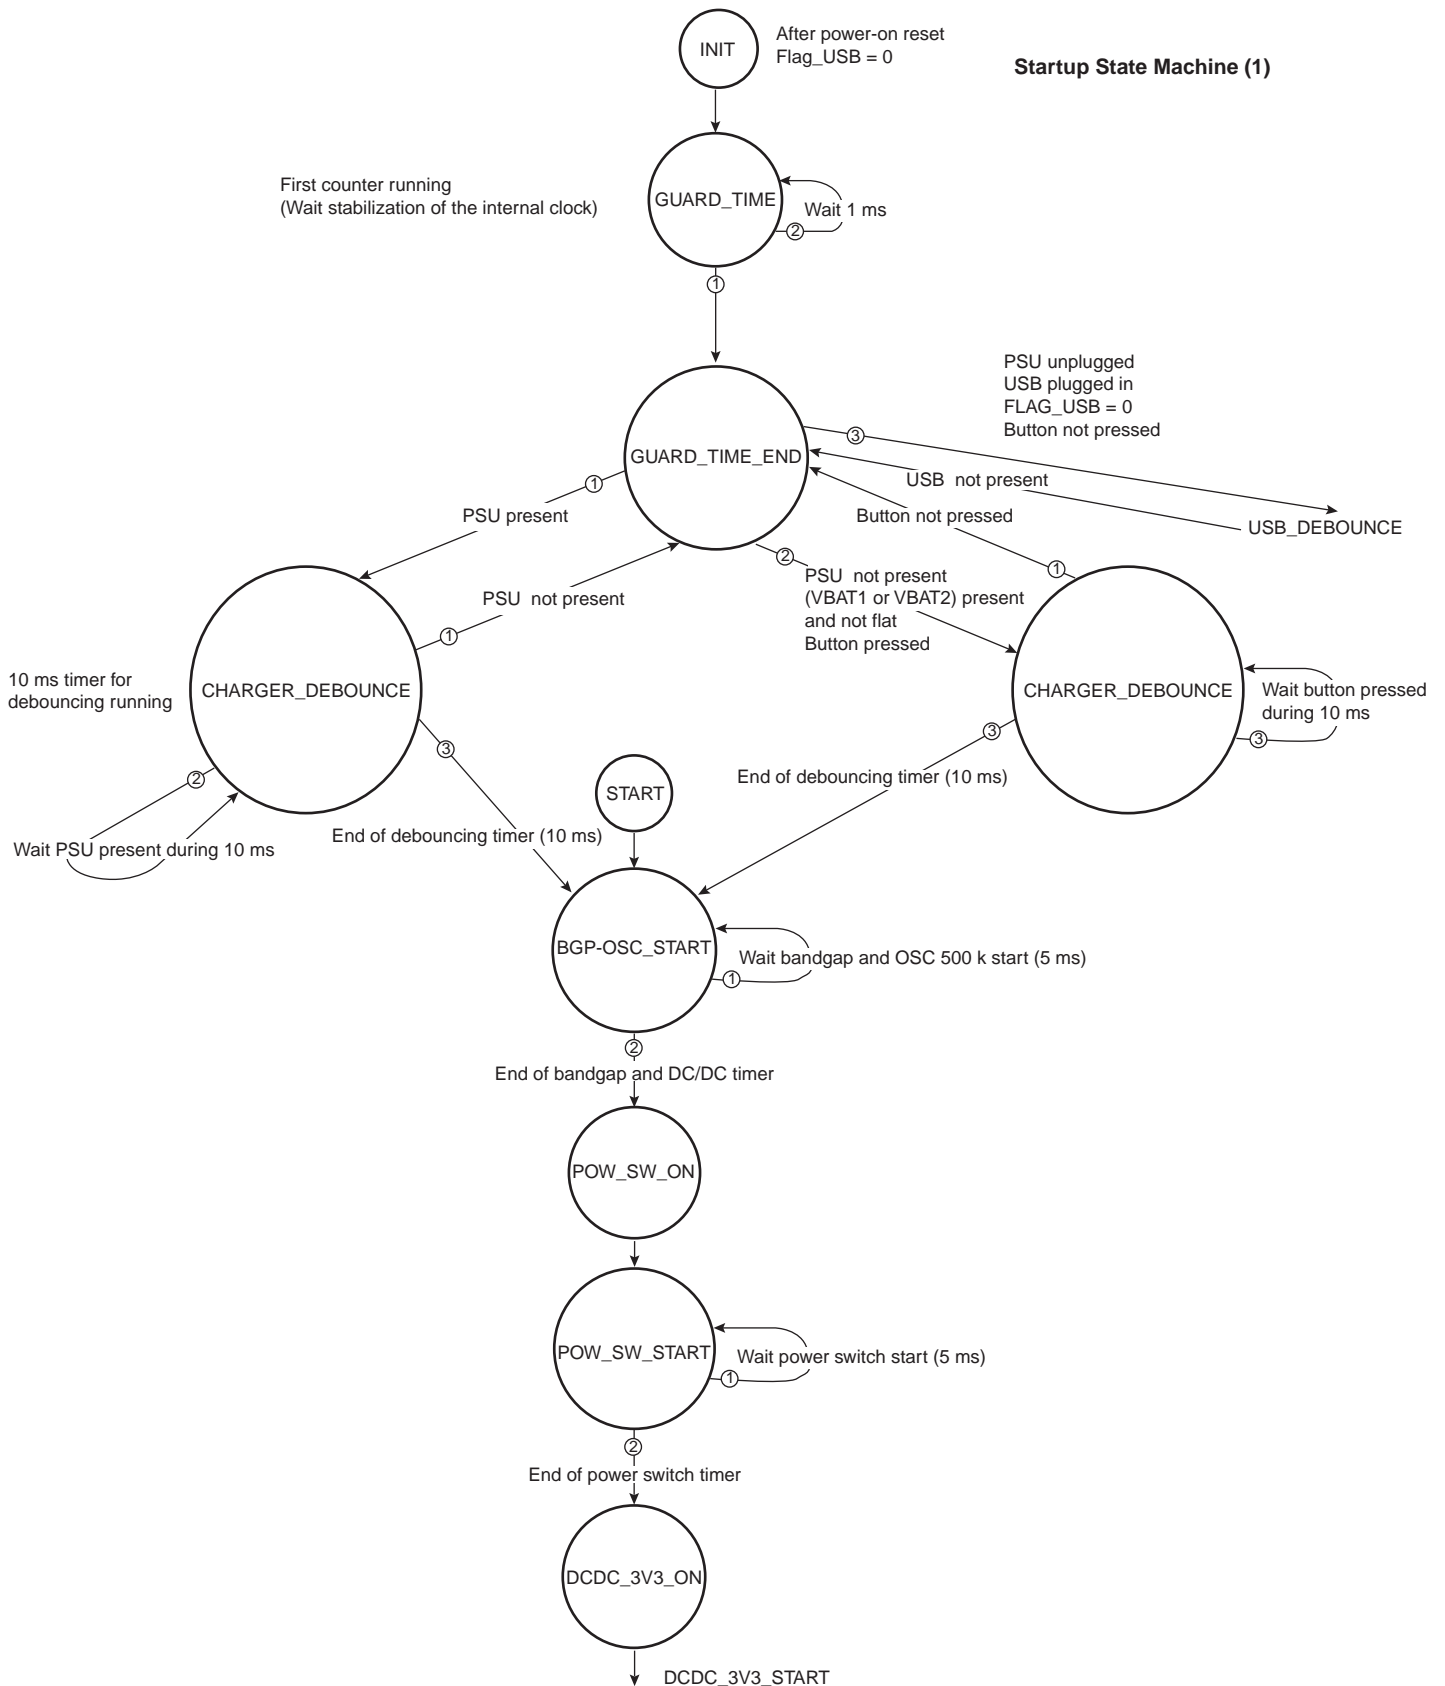 INIT
After power-on reset
Flag_USB = 0
Startup State Machine (1)
First counter running
(Wait stabilization of the internal clock)
GUARD_TIME
Wait 1 ms
2
1
PSU unplugged
USB plugged in
FLAG_USB = 0
Button not pressed
3
GUARD_TIME_END
USB not present
1
PSU present
Button not pressed
USB_DEBOUNCE
2
PSU not present
(VBAT1 or VBAT2) present
and not flat
Button pressed
1
PSU not present
1
10 ms timer for
debouncing running
CHARGER_DEBOUNCE
CHARGER_DEBOUNCE
Wait button pressed
during 10 ms
3
3
3
2
End of debouncing timer (10 ms)
START
Wait PSU present during 10 ms
End of debouncing timer (10 ms)
BGP-OSC_START
Wait bandgap and OSC 500 k start (5 ms)
1
2
End of bandgap and DC/DC timer
POW_SW_ON
POW_SW_START
Wait power switch start (5 ms)
1
2
End of power switch timer
DCDC_3V3_ON
DCDC_3V3_START